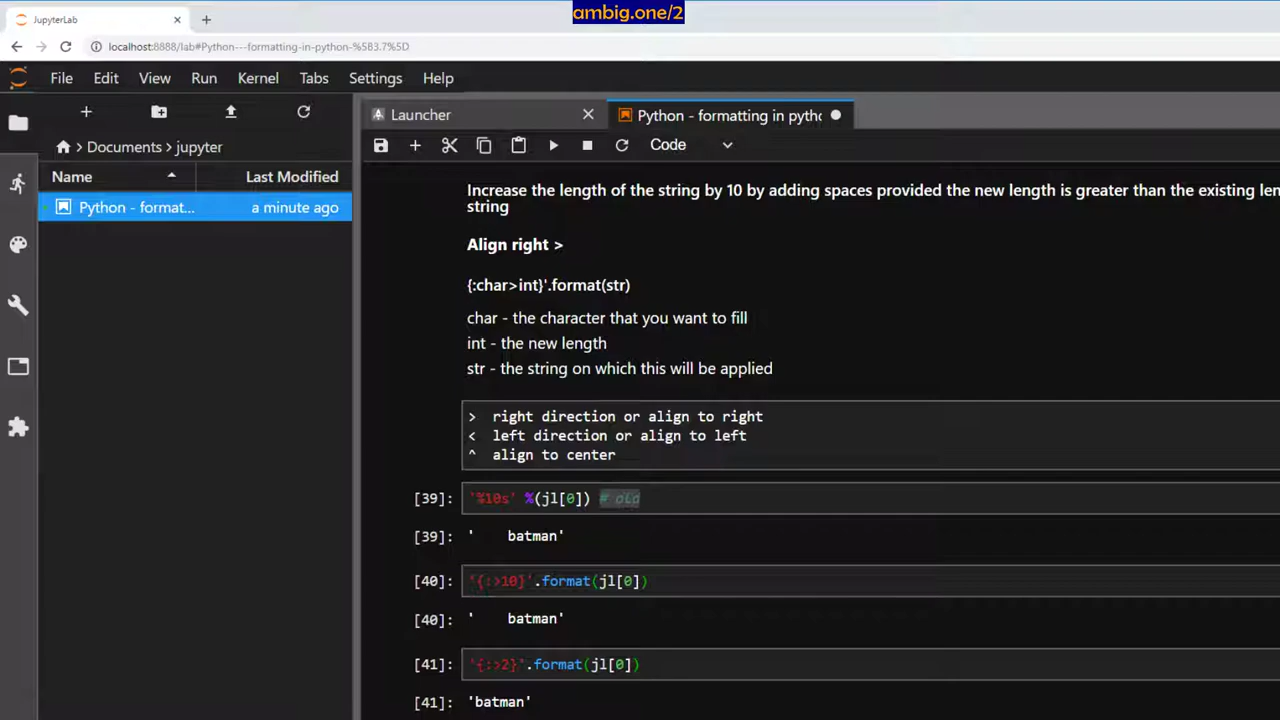 ambig.one/2
JupyterLab
localhost:8888/lab#Python---formatting-in-python-%5B3.7%5D
File Edit View Run Kernel Tabs Settings Help
Launcher
Python - formatting in pytho
Code
Documents > jupyter
Name Last Modified
Python - format... a minute ago
Increase the length of the string by 10 by adding spaces provided the new length is greater than the existing len
string
Align right >
{:char>int}'.format(str)
char - the character that you want to fill
int - the new length
str - the string on which this will be applied
> right direction or align to right
< left direction or align to left
^ align to center
[39]: '%10s' %(jl[0]) # old
[39]: '    batman'
[40]: '{:>10}'.format(jl[0])
[40]: '    batman'
[41]: '{:>2}'.format(jl[0])
[41]: 'batman'